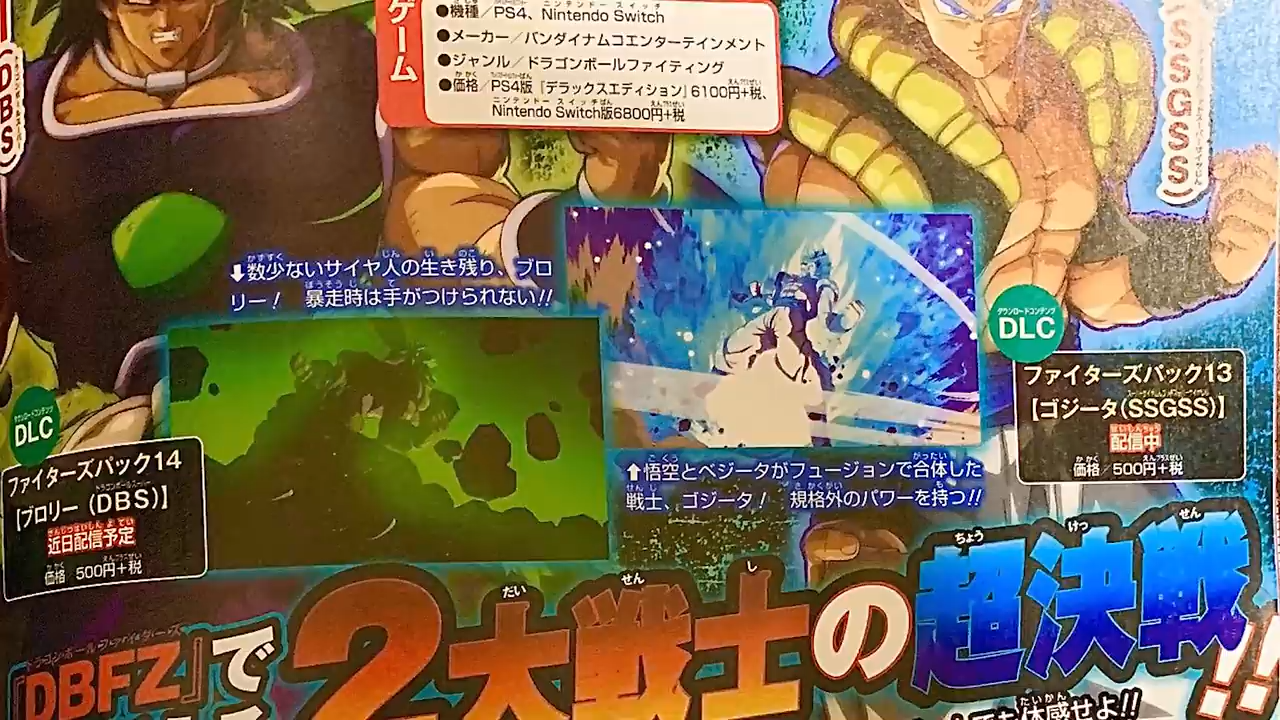 ゲーム
●機種/PS4、Nintendo Switch
●メーカー/バンダイナムコエンターテインメント
●ジャンル/ドラゴンボールファイティング
●価格/PS4版『デラックスエディション』6100円+税、
Nintendo Switch版6800円+税
(DBS)
(SSGSS)
⬇数少ないサイヤ人の生き残り、ブロ
リー! 暴走時は手がつけられない!!
DLC
ファイターズパック13
【ゴジータ(SSGSS)】
配信中
価格/500円+税
DLC
ファイターズパック14
【ブロリー(DBS)】
近日配信予定
価格/500円+税
⬆悟空とベジータがフュージョンで合体した
戦士、ゴジータ! 規格外のパワーを持つ!!
『DBFZ』で
2大戦士の超決戦!!
体感せよ!!